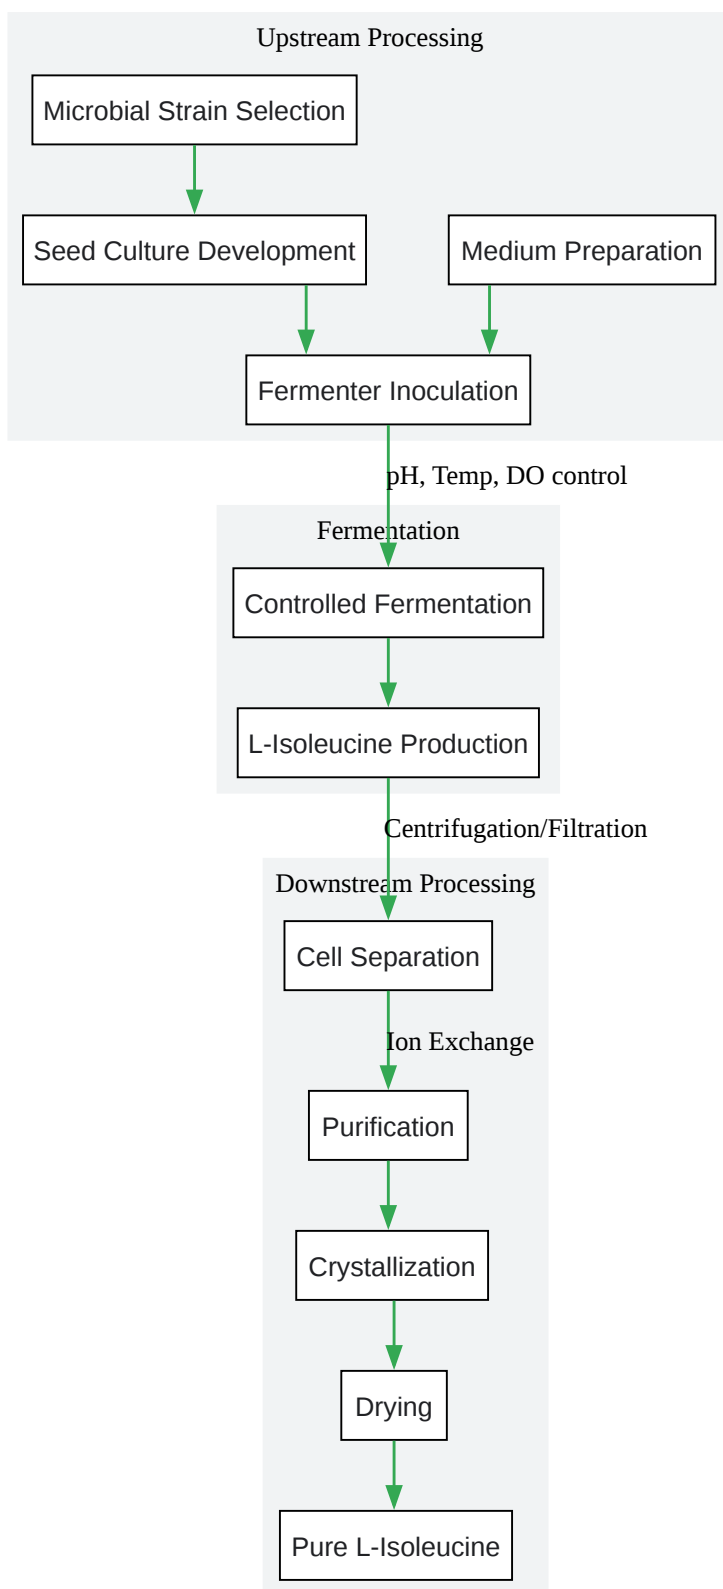 Upstream Processing
Microbial Strain Selection
Seed Culture Development
Medium Preparation
Fermenter Inoculation
pH, Temp, DO control
Fermentation
Controlled Fermentation
L-Isoleucine Production
Centrifugation/Filtration
Downstream Processing
Cell Separation
Ion Exchange
Purification
Crystallization
Drying
Pure L-Isoleucine